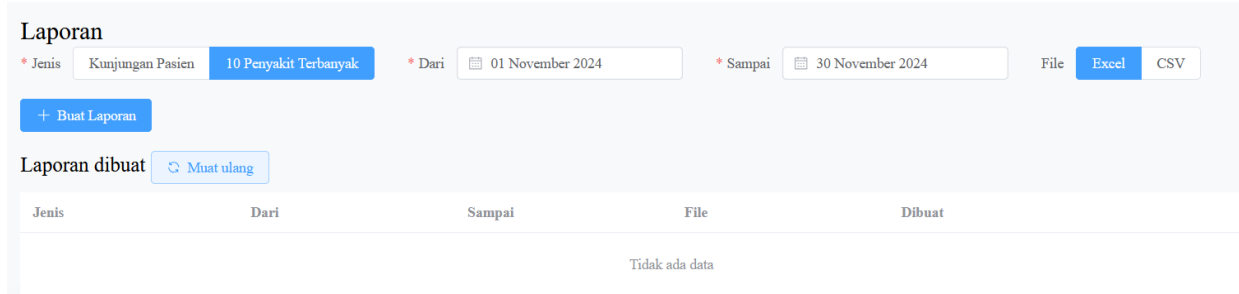 Laporan
* Jenis Kunjungan Pasien 10 Penyakit Terbanyak * Dari 01 November 2024 * Sampai 30 November 2024 File Excel CSV
+ Buat Laporan
Laporan dibuat Muat ulang
Jenis Dari Sampai File Dibuat
Tidak ada data